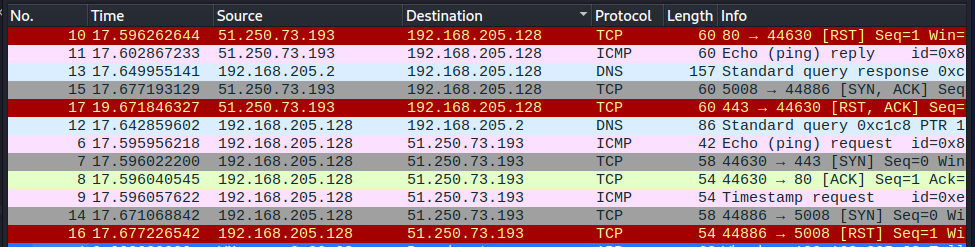 No. Time Source Destination Protocol Length Info
10 17.596262644 51.250.73.193 192.168.205.128 TCP 60 80 → 44630 [RST] Seq=1 Win=
11 17.602867233 51.250.73.193 192.168.205.128 ICMP 60 Echo (ping) reply id=0x8
13 17.649955141 192.168.205.2 192.168.205.128 DNS 157 Standard query response 0xc
15 17.677193129 51.250.73.193 192.168.205.128 TCP 60 5008 → 44886 [SYN, ACK] Seq
17 19.671846327 51.250.73.193 192.168.205.128 TCP 60 443 → 44630 [RST, ACK] Seq=
12 17.642859602 192.168.205.128 192.168.205.2 DNS 86 Standard query 0xc1c8 PTR 1
6 17.595956218 192.168.205.128 51.250.73.193 ICMP 42 Echo (ping) request id=0x8
7 17.596022200 192.168.205.128 51.250.73.193 TCP 58 44630 → 443 [SYN] Seq=0 Win
8 17.596040545 192.168.205.128 51.250.73.193 TCP 54 44630 → 80 [ACK] Seq=1 Ack=
9 17.596057622 192.168.205.128 51.250.73.193 ICMP 54 Timestamp request id=0xe
14 17.671068842 192.168.205.128 51.250.73.193 TCP 58 44886 → 5008 [SYN] Seq=0 Wi
16 17.677226542 192.168.205.128 51.250.73.193 TCP 54 44886 → 5008 [RST] Seq=1 Wi